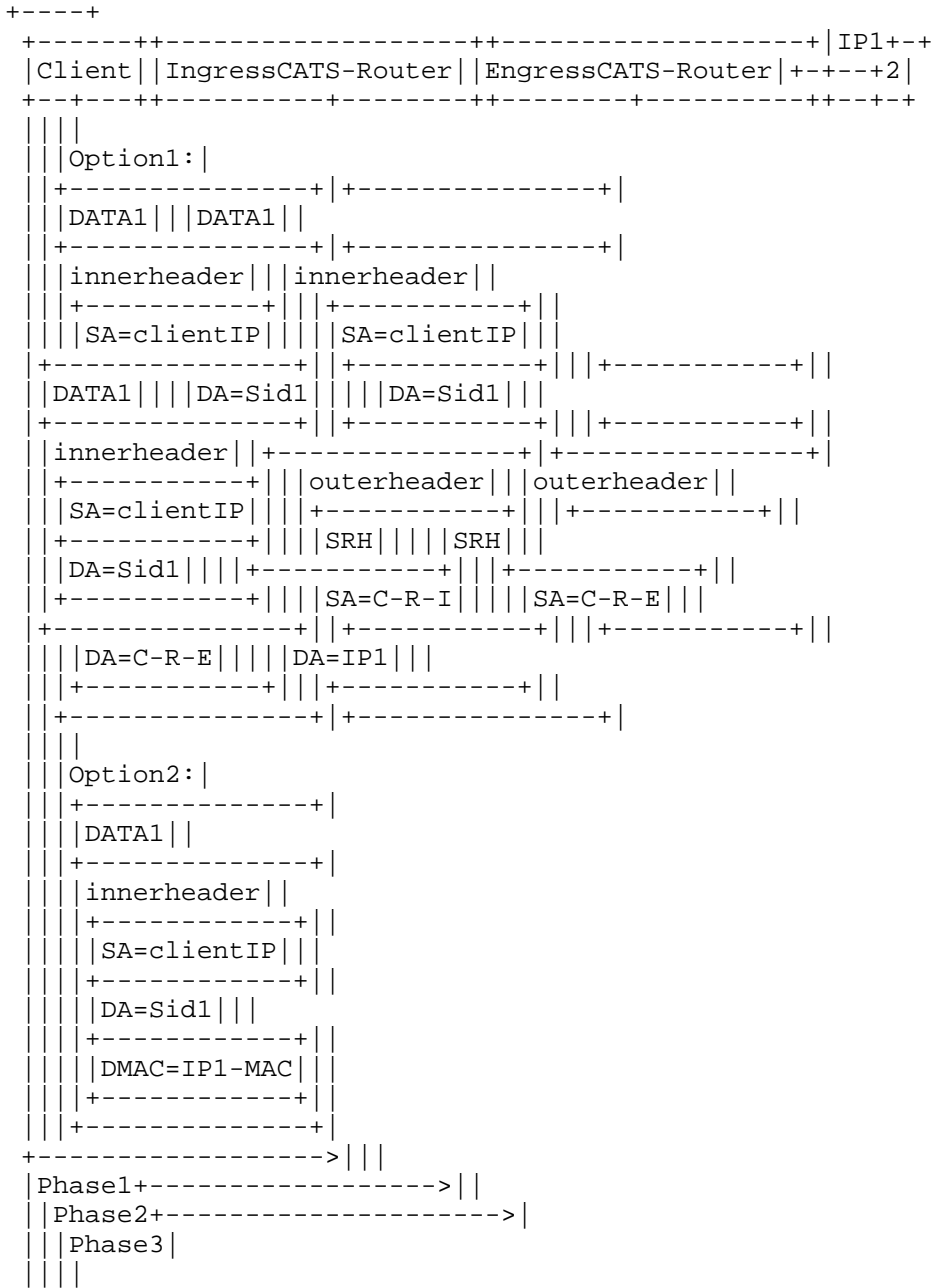 +----+
+------++------------------++------------------+|IP1+-+
|Client||IngressCATS-Router||EngressCATS-Router|+-+--+2|
+--+---++----------+-------++--------+---------++--+-+
||||
|||Option1:|
||+---------------+|+---------------+|
|||DATA1|||DATA1||
||+---------------+|+---------------+|
|||innerheader|||innerheader||
|||+-----------+|||+-----------+||
||||SA=clientIP|||||SA=clientIP|||
|+---------------+||+-----------+|||+-----------+||
||DATA1||||DA=Sid1|||||DA=Sid1|||
|+---------------+||+-----------+|||+-----------+||
||innerheader||+---------------+|+---------------+|
||+-----------+|||outerheader|||outerheader||
|||SA=clientIP||||+-----------+|||+-----------+||
||+-----------+||||SRH|||||SRH|||
|||DA=Sid1||||+-----------+|||+-----------+||
||+-----------+||||SA=C-R-I|||||SA=C-R-E|||
|+---------------+||+-----------+|||+-----------+||
||||DA=C-R-E|||||DA=IP1|||
|||+-----------+|||+-----------+||
||+---------------+|+---------------+|
||||
|||Option2:|
|||+--------------+|
||||DATA1||
|||+--------------+|
||||innerheader||
||||+------------+||
|||||SA=clientIP|||
||||+------------+||
|||||DA=Sid1|||
||||+------------+||
|||||DMAC=IP1-MAC|||
||||+------------+||
|||+--------------+|
+------------------>|||
|Phase1+------------------>||
||Phase2+--------------------->|
|||Phase3|
||||